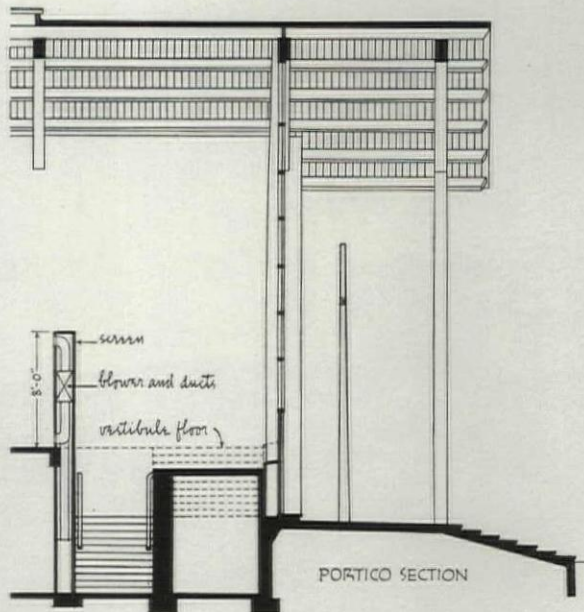 screen
blower and ducts
8'-0"
vestibule floor
PORTICO SECTION